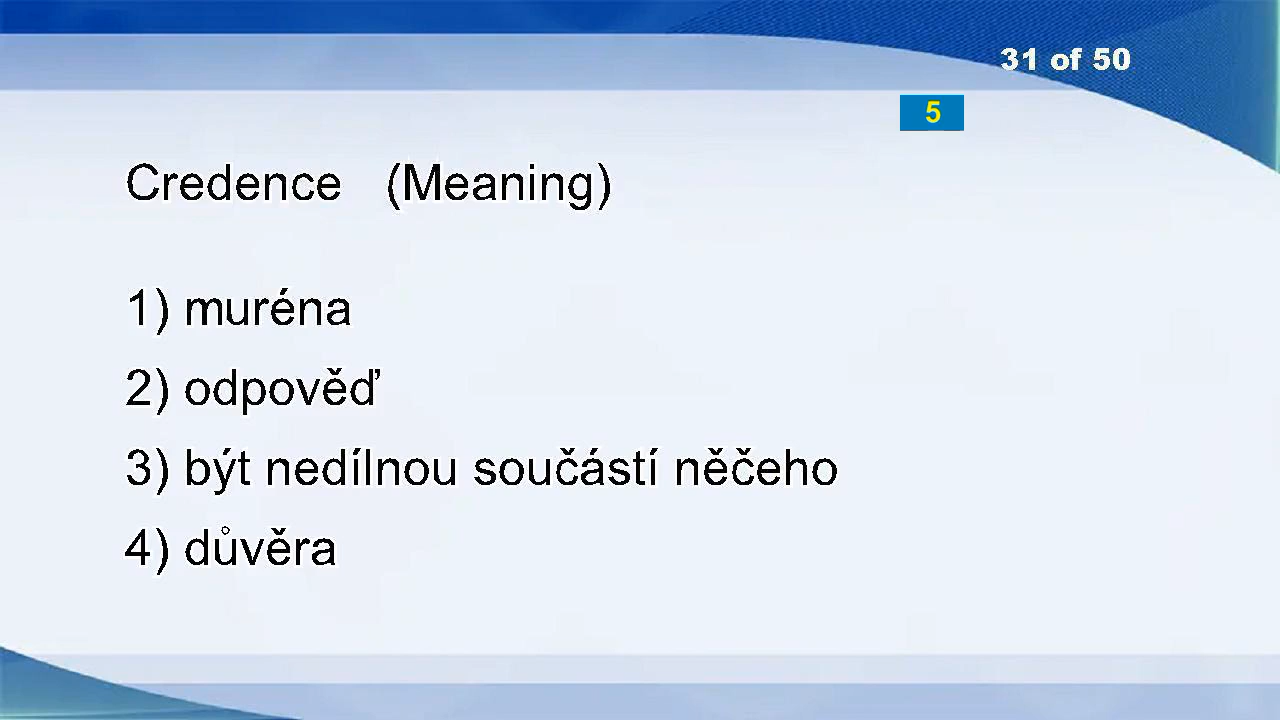 31 of 50
5
Credence (Meaning)
1) muréna
2) odpověď
3) být nedílnou součástí něčeho
4) důvěra